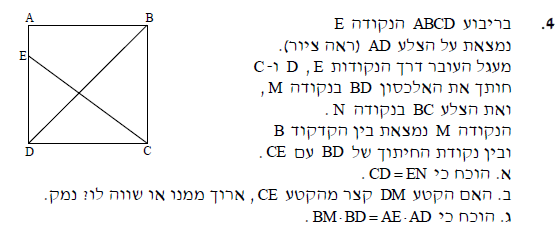 4. בריבוע ABCD הנקודה E
נמצאת על הצלע AD (ראה ציור).
מעגל העובר דרך הנקודות E , D ו-C
חותך את האלכסון BD בנקודה M ,
ואת הצלע BC בנקודה N .
הנקודה M נמצאת בין הקדקוד B
ובין נקודת החיתוך של BD עם CE .
א. הוכח כי CD = EN .
ב. האם הקטע DM קצר מהקטע CE , ארוך ממנו או שווה לו? נמק.
ג. הוכח כי BM · BD = AE · AD .
A B
E
D C